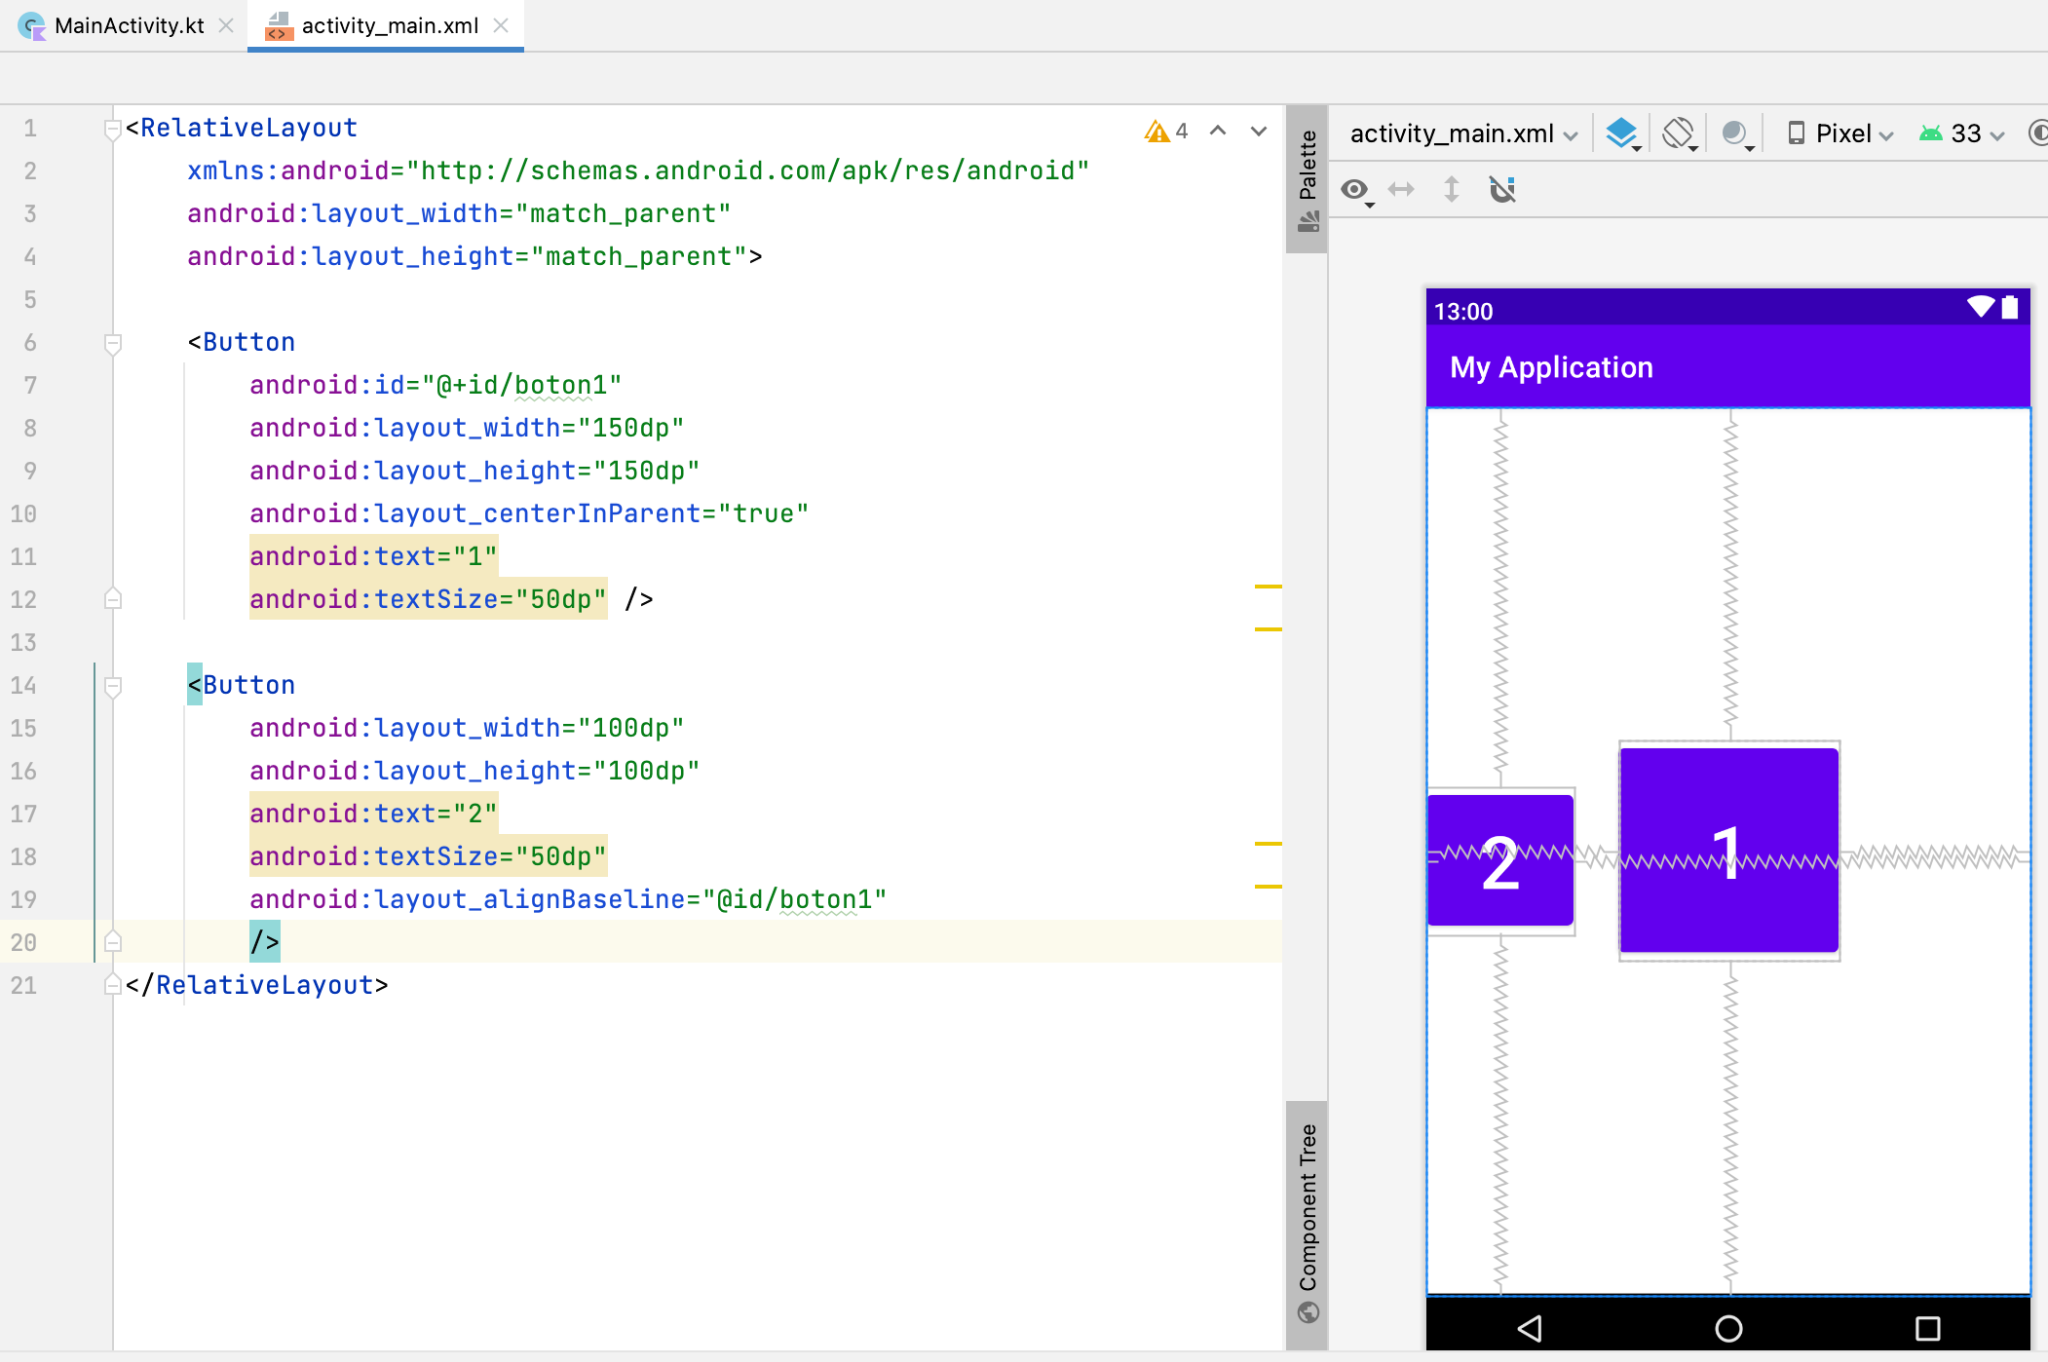 MainActivity.kt
activity_main.xml
4
1 <RelativeLayout
2 xmlns:android="http://schemas.android.com/apk/res/android"
3 android:layout_width="match_parent"
4 android:layout_height="match_parent">
5
6 <Button
7 android:id="@+id/boton1"
8 android:layout_width="150dp"
9 android:layout_height="150dp"
10 android:layout_centerInParent="true"
11 android:text="1"
12 android:textSize="50dp" />
13
14 <Button
15 android:layout_width="100dp"
16 android:layout_height="100dp"
17 android:text="2"
18 android:textSize="50dp"
19 android:layout_alignBaseline="@id/boton1"
20 />
21 </RelativeLayout>
Palette
Component Tree
activity_main.xml
Pixel
33
13:00
My Application
2
1